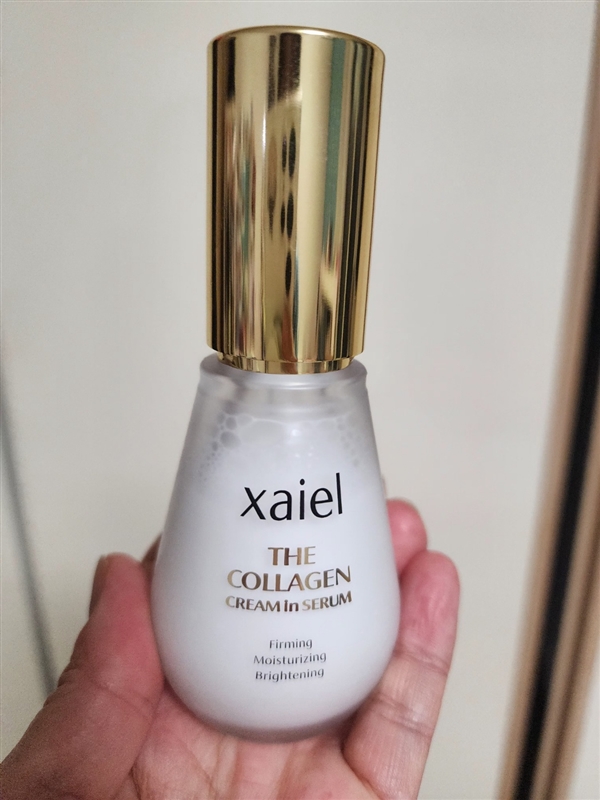 xaiel
THE
COLLAGEN
CREAM in SERUM
Firming
Moisturizing
Brightening